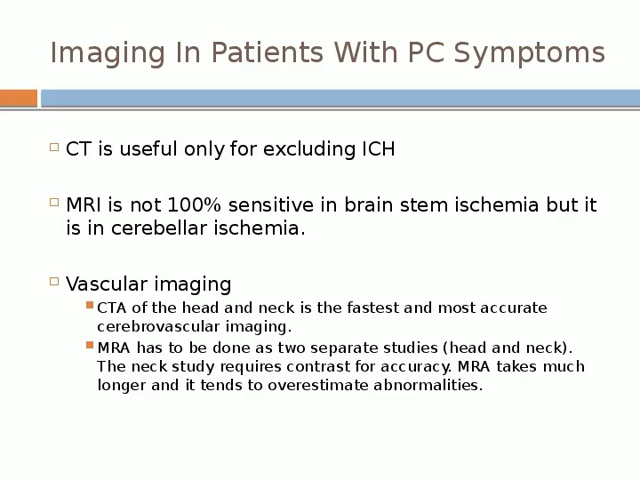 Imaging In Patients With PC Symptoms
CT is useful only for excluding ICH
MRI is not 100% sensitive in brain stem ischemia but it
is in cerebellar ischemia.
Vascular imaging
CTA of the head and neck is the fastest and most accurate
cerebrovascular imaging.
MRA has to be done as two separate studies (head and neck).
The neck study requires contrast for accuracy. MRA takes much
longer and it tends to overestimate abnormalities.